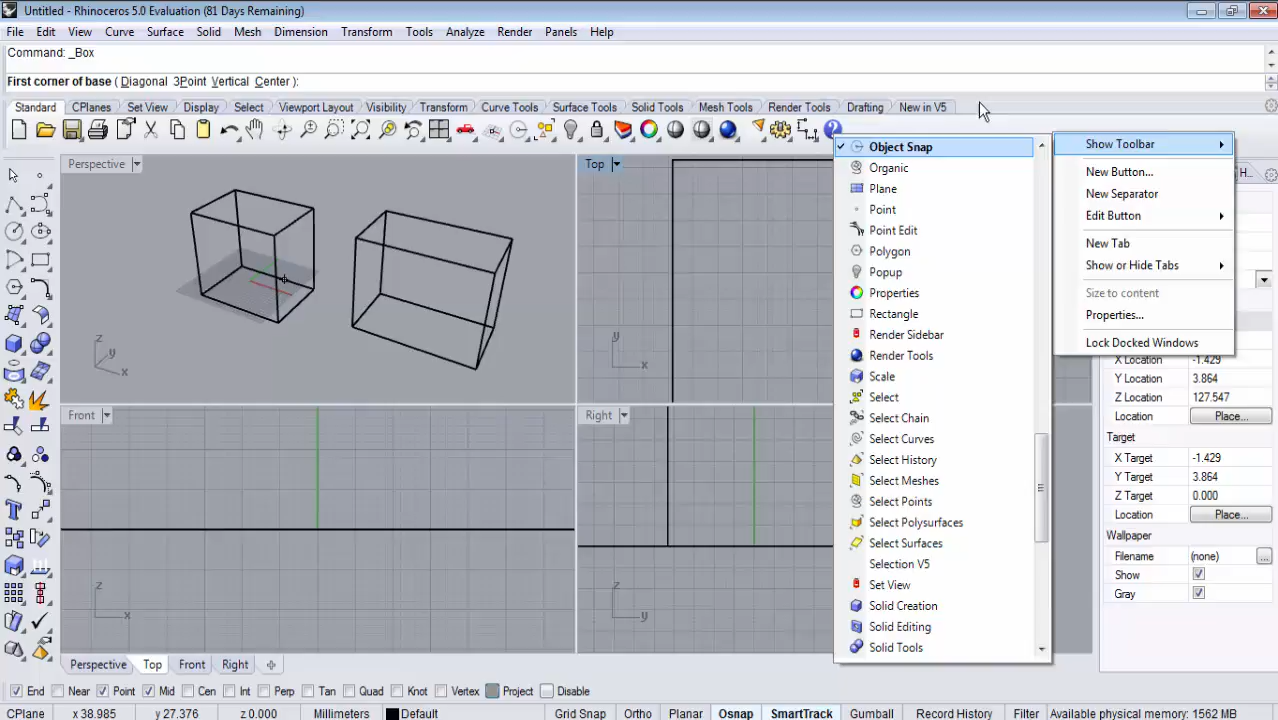 Untitled - Rhinoceros 5.0 Evaluation (81 Days Remaining)
File Edit View Curve Surface Solid Mesh Dimension Transform Tools Analyze Render Panels Help
Command: _Box
First corner of base ( Diagonal 3Point Vertical Center ):
Standard CPlanes Set View Display Select Viewport Layout Visibility Transform Curve Tools Surface Tools Solid Tools Mesh Tools Render Tools Drafting New in V5
Perspective
Top
Front
Right
z
y
x
y
x
z
x
z
y
Object Snap
Organic
Plane
Point
Point Edit
Polygon
Popup
Properties
Rectangle
Render Sidebar
Render Tools
Scale
Select
Select Chain
Select Curves
Select History
Select Meshes
Select Points
Select Polysurfaces
Select Surfaces
Selection V5
Set View
Solid Creation
Solid Editing
Solid Tools
Show Toolbar
New Button...
New Separator
Edit Button
New Tab
Show or Hide Tabs
Size to content
Properties...
Lock Docked Windows
H...
X Location -1.429
Y Location 3.864
Z Location 127.547
Location Place...
Target
X Target -1.429
Y Target 3.864
Z Target 0.000
Location Place...
Wallpaper
Filename (none) ...
Show
Gray
Perspective Top Front Right
End Near Point Mid Cen Int Perp Tan Quad Knot Vertex Project Disable
CPlane x 38.985 y 27.376 z 0.000 Millimeters Default Grid Snap Ortho Planar Osnap SmartTrack Gumball Record History Filter Available physical memory: 1562 MB